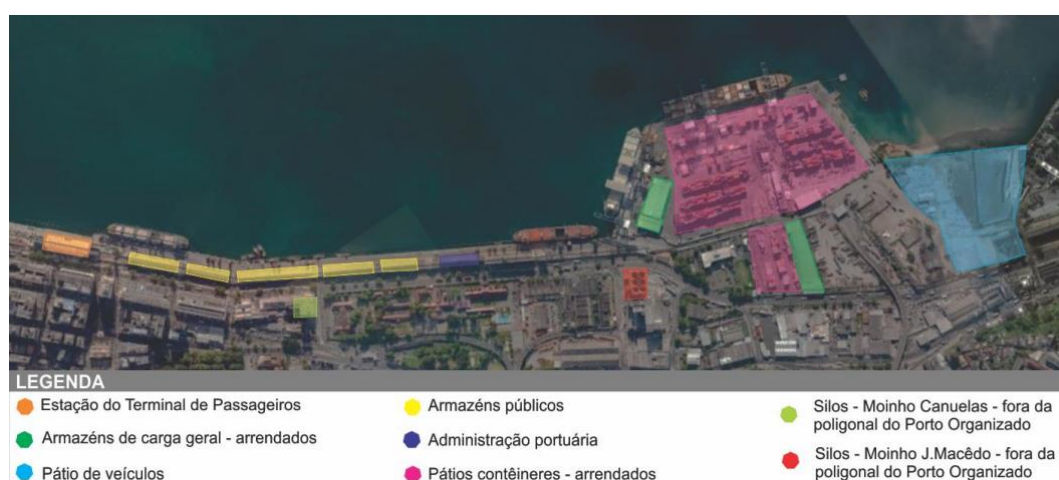 LEGENDA
Estação do Terminal de Passageiros
Armazéns de carga geral - arrendados
Pátio de veículos
Armazéns públicos
Administração portuária
Pátios contêineres - arrendados
Silos - Moinho Canuelas - fora da
poligonal do Porto Organizado
Silos - Moinho J.Macêdo - fora da
poligonal do Porto Organizado